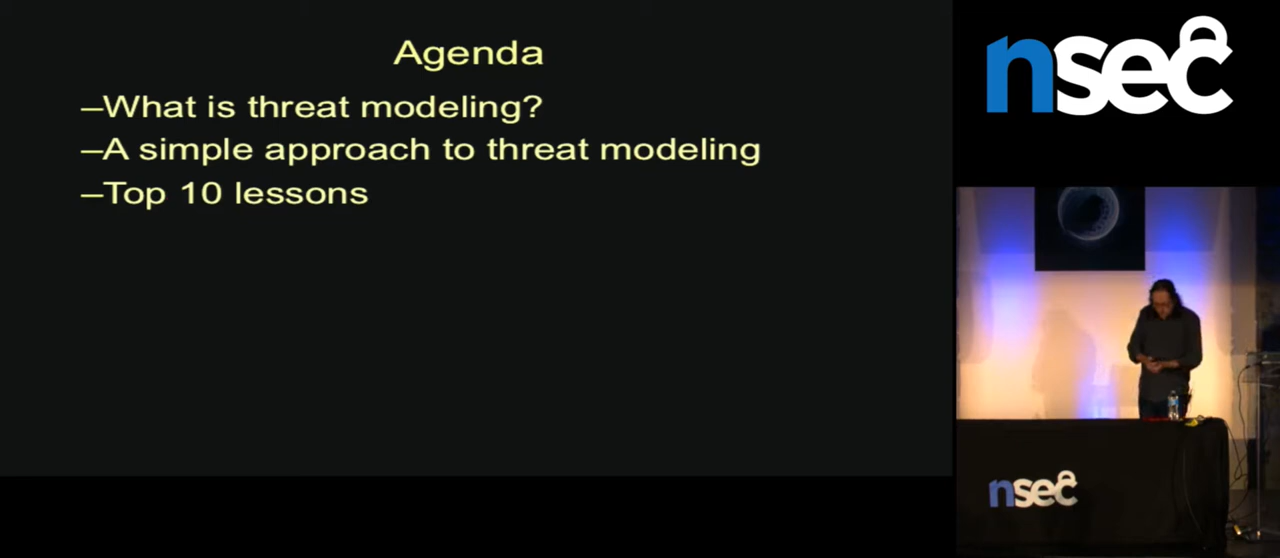 Agenda
–What is threat modeling?
–A simple approach to threat modeling
–Top 10 lessons
nsec
nsec